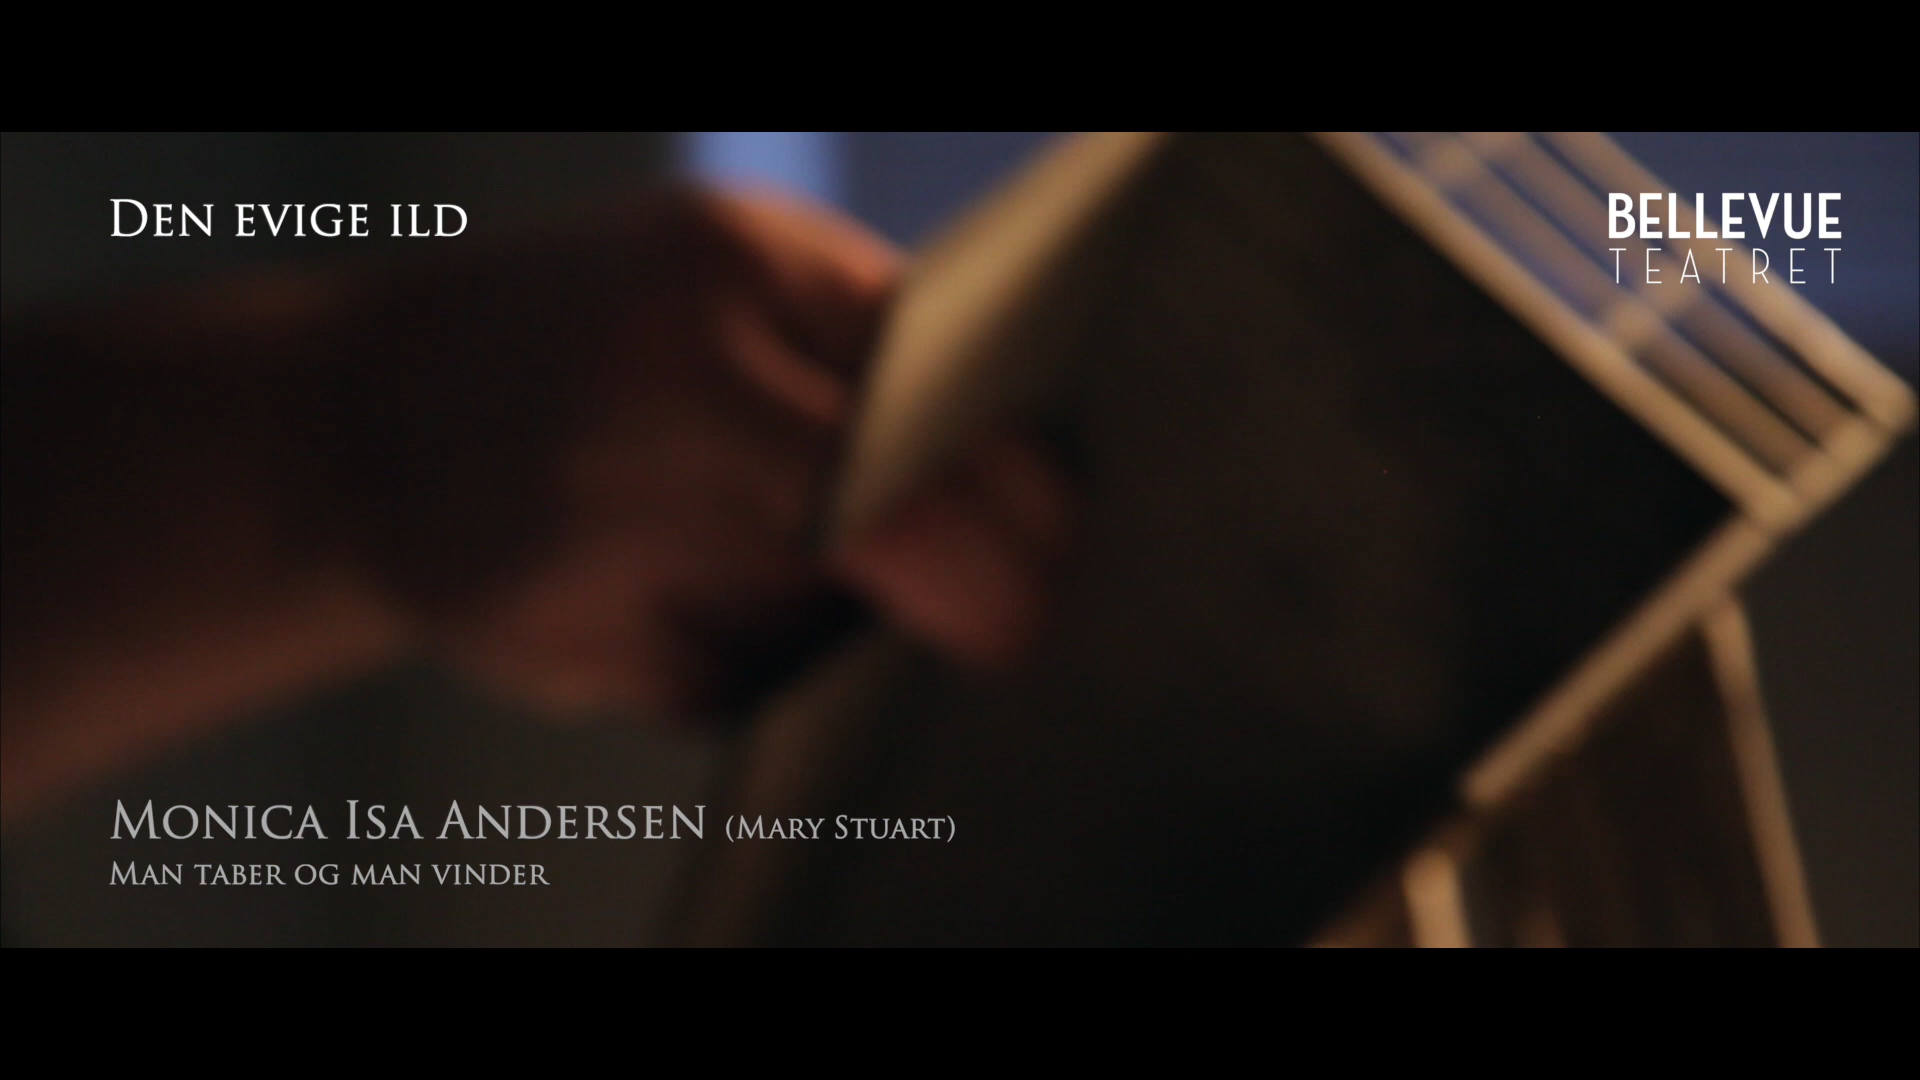 DEN EVIGE ILD
BELLEVUE
TEATRET
MONICA ISA ANDERSEN (MARY STUART)
MAN TABER OG MAN VINDER